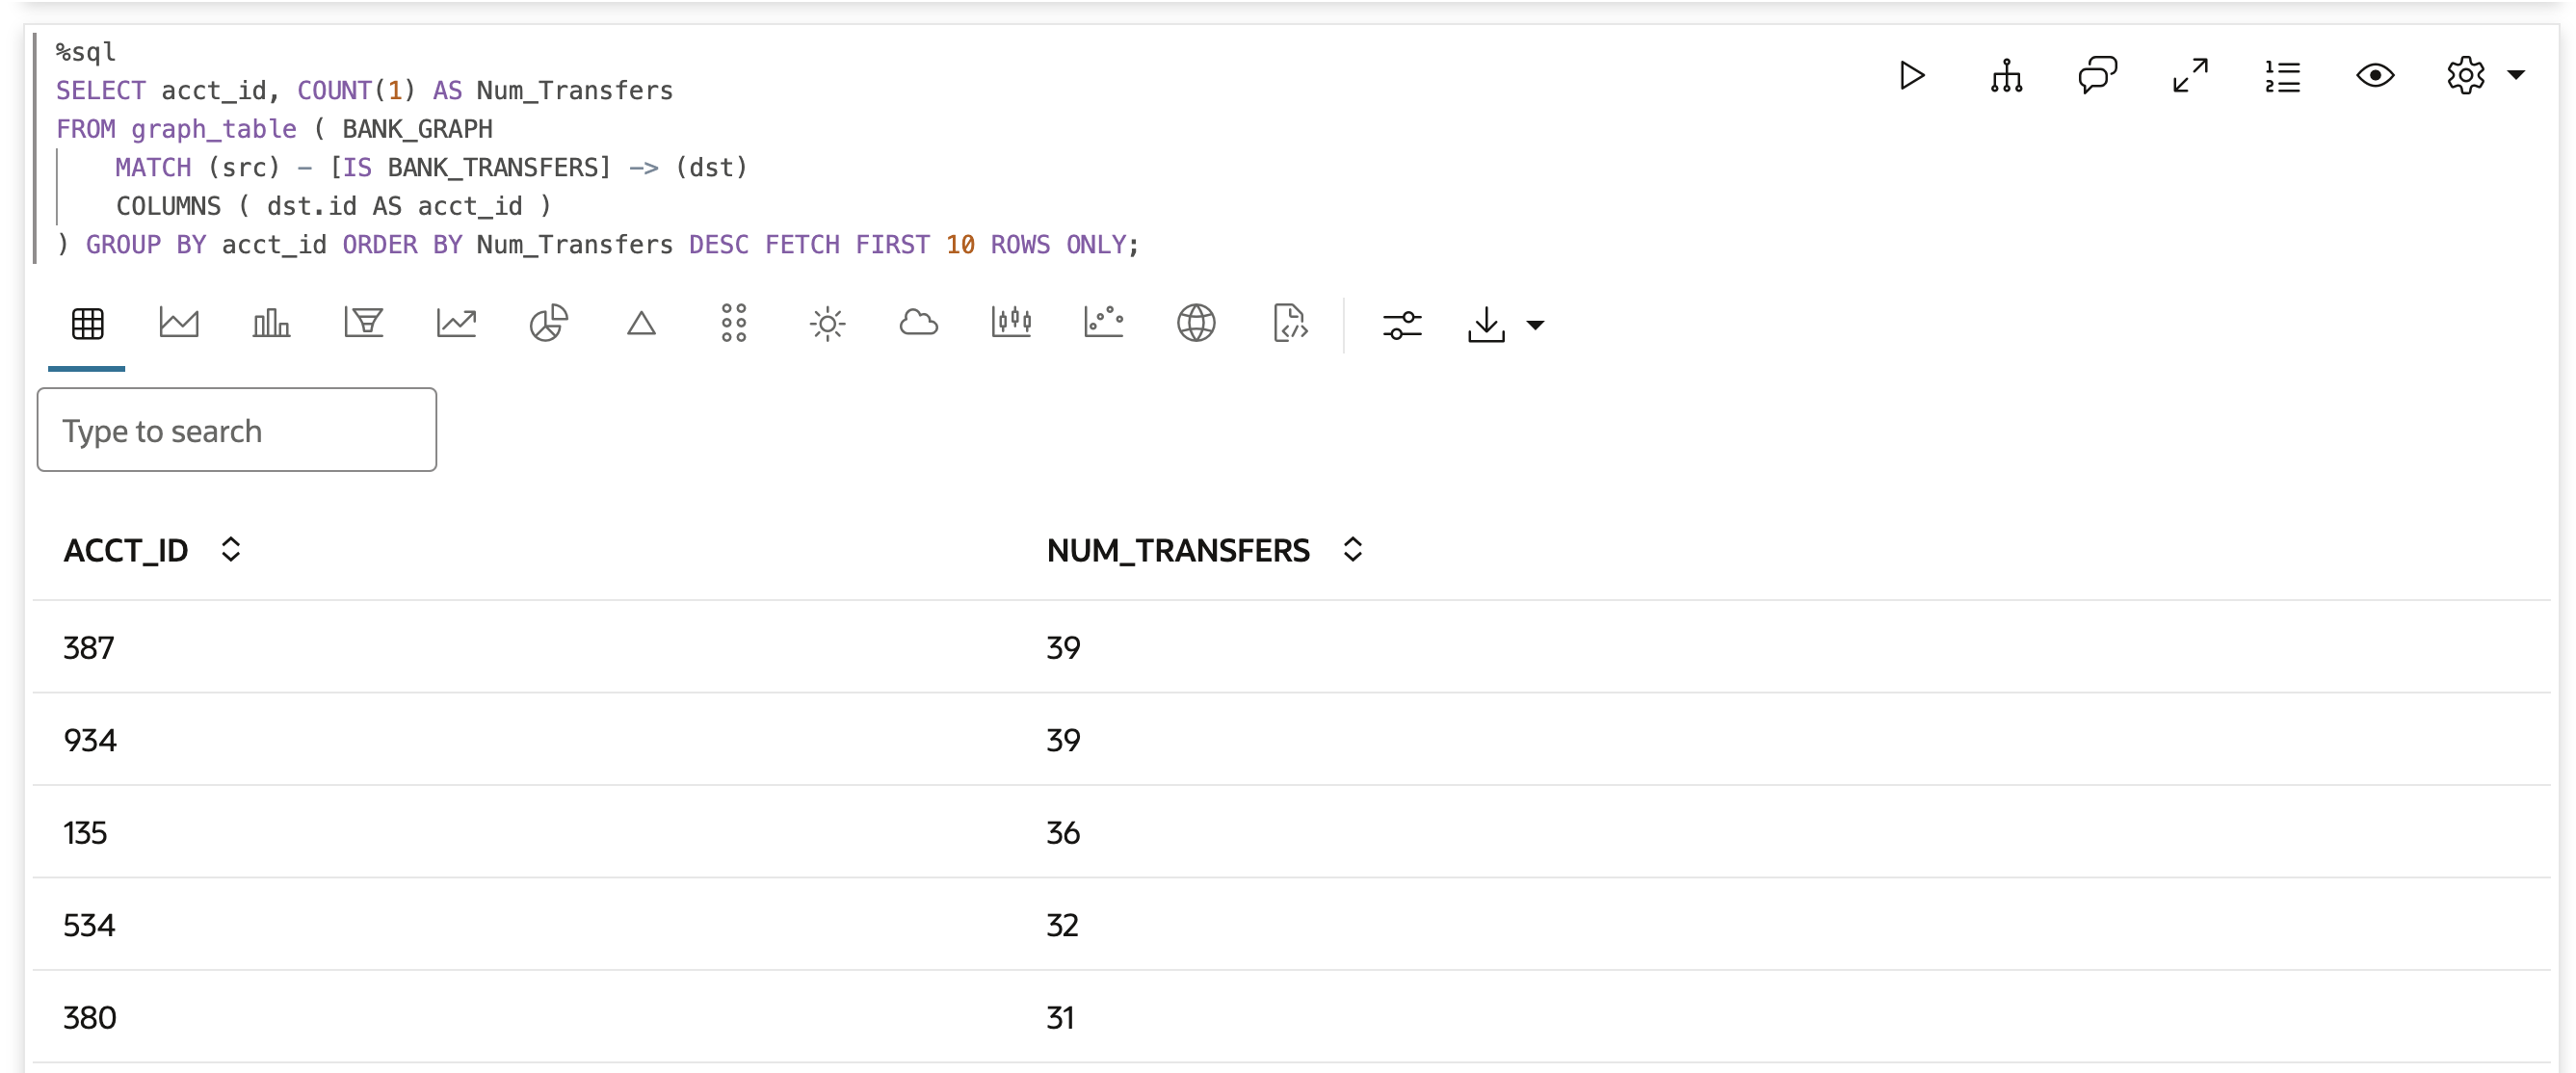 %sql
SELECT acct_id, COUNT(1) AS Num_Transfers
FROM graph_table ( BANK_GRAPH
MATCH (src) - [IS BANK_TRANSFERS] -> (dst)
COLUMNS ( dst.id AS acct_id )
) GROUP BY acct_id ORDER BY Num_Transfers DESC FETCH FIRST 10 ROWS ONLY;
Type to search
ACCT_ID NUM_TRANSFERS
387 39
934 39
135 36
534 32
380 31